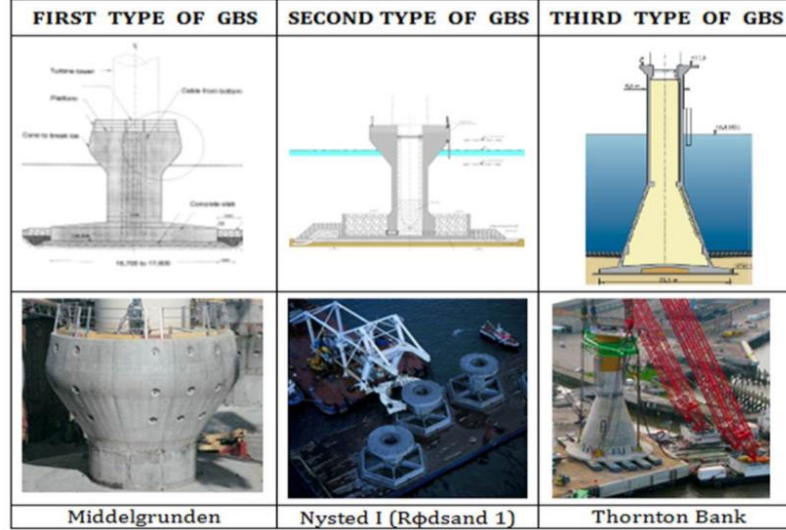 FIRST TYPE OF GBS
SECOND TYPE OF GBS
THIRD TYPE OF GBS
Turbine tower
Platform
Cable from bottom
Cone to break ice
Concrete slab
16,700 to 17,600
Middelgrunden
Nysted I (Rφdsand 1)
Thornton Bank